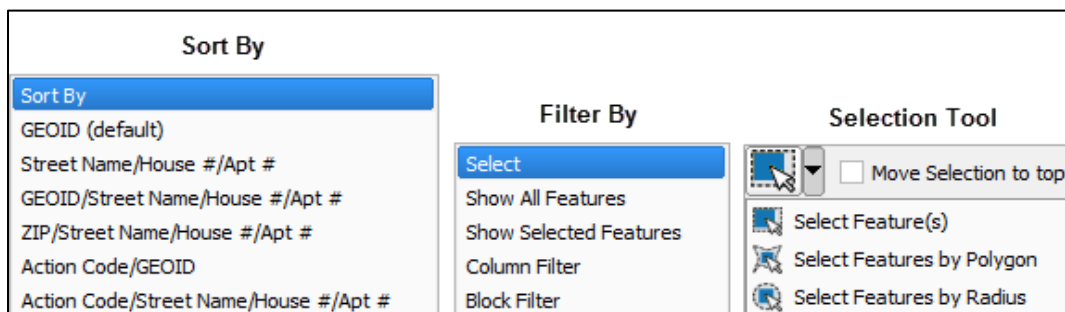 Sort By
Sort By
GEOID (default)
Street Name/House #/Apt #
GEOID/Street Name/House #/Apt #
ZIP/Street Name/House #/Apt #
Action Code/GEOID
Action Code/Street Name/House #/Apt #
Filter By
Select
Show All Features
Show Selected Features
Column Filter
Block Filter
Selection Tool
Move Selection to top
Select Feature(s)
Select Features by Polygon
Select Features by Radius